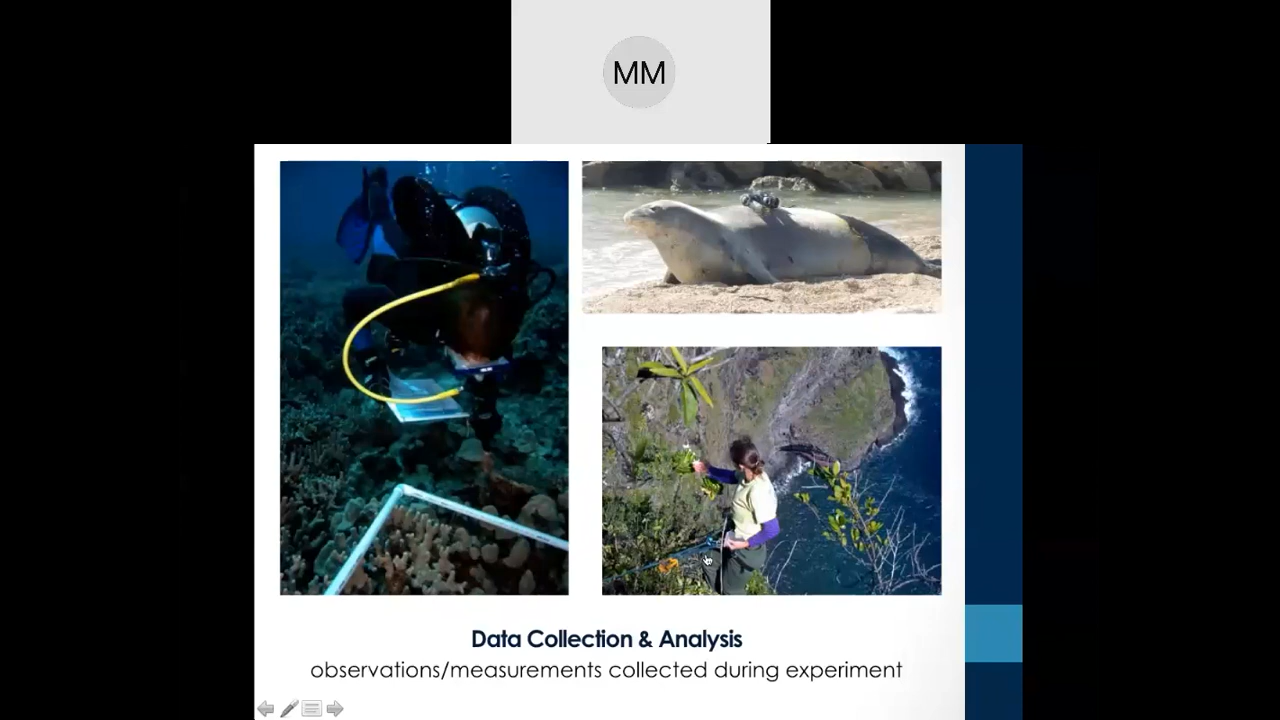 MM
Data Collection & Analysis
observations/measurements collected during experiment